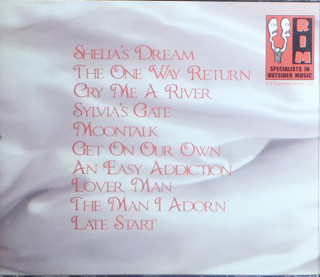 Shelia's Dream
The One Way Return
Cry Me A River
Sylvia's Gate
Moontalk
Get On Our Own
An Easy Addiction
Lover Man
The Man I Adorn
Late Start
RIM
SPECIALISTS IN
OUTSIDER MUSIC